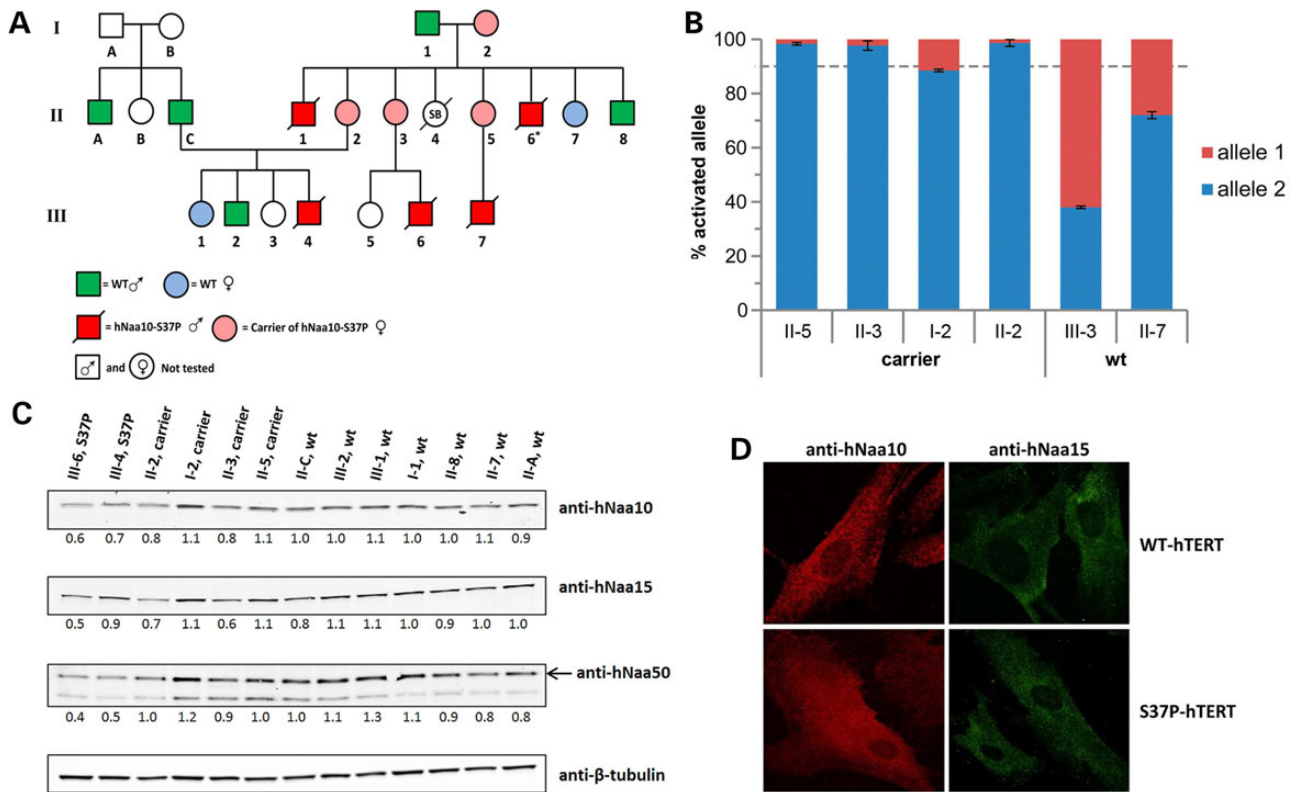 A
I
A B 1 2
II
SB
A B C 1 2 3 4 5 6* 7 8
III
1 2 3 4 5 6 7
= WT ♂ = WT ♀
= hNaa10-S37P ♂ = Carrier of hNaa10-S37P ♀
♂ and ♀ Not tested
B
% activated allele
100
80
60
40
20
0
II-5 II-3 I-2 II-2 III-3 II-7
carrier wt
allele 1
allele 2
C
III-6, S37P
III-4, S37P
II-2, carrier
I-2, carrier
II-3, carrier
II-5, carrier
II-C, wt
III-2, wt
III-1, wt
I-1, wt
II-8, wt
II-7, wt
II-A, wt
anti-hNaa10
0.6 0.7 0.8 1.1 0.8 1.1 1.0 1.0 1.1 1.0 1.0 1.1 0.9
anti-hNaa15
0.5 0.9 0.7 1.1 0.6 1.1 0.8 1.1 1.1 1.0 0.9 1.0 1.0
anti-hNaa50
0.4 0.5 1.0 1.2 0.9 1.0 1.0 1.1 1.3 1.1 0.9 0.8 0.8
anti-β-tubulin
D
anti-hNaa10 anti-hNaa15
WT-hTERT
S37P-hTERT